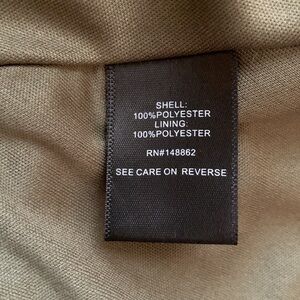 SHELL:
100%POLYESTER
LINING:
100%POLYESTER
RN#148862
SEE CARE ON REVERSE